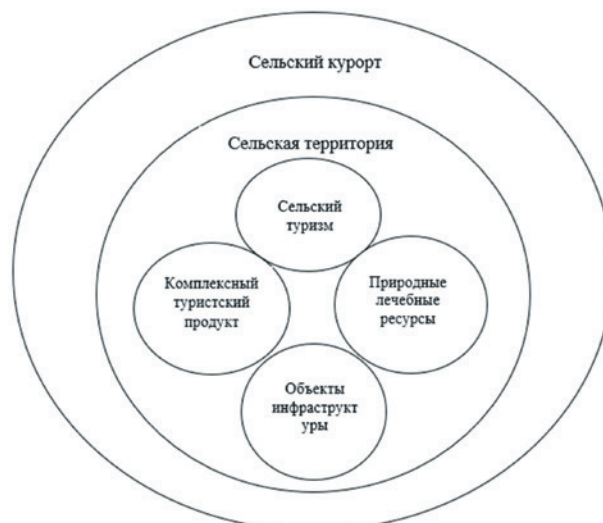 Сельский курорт
Сельская территория
Сельский
туризм
Комплексный
туристский
продукт
Природные
лечебные
ресурсы
Объекты
инфраструкт
уры